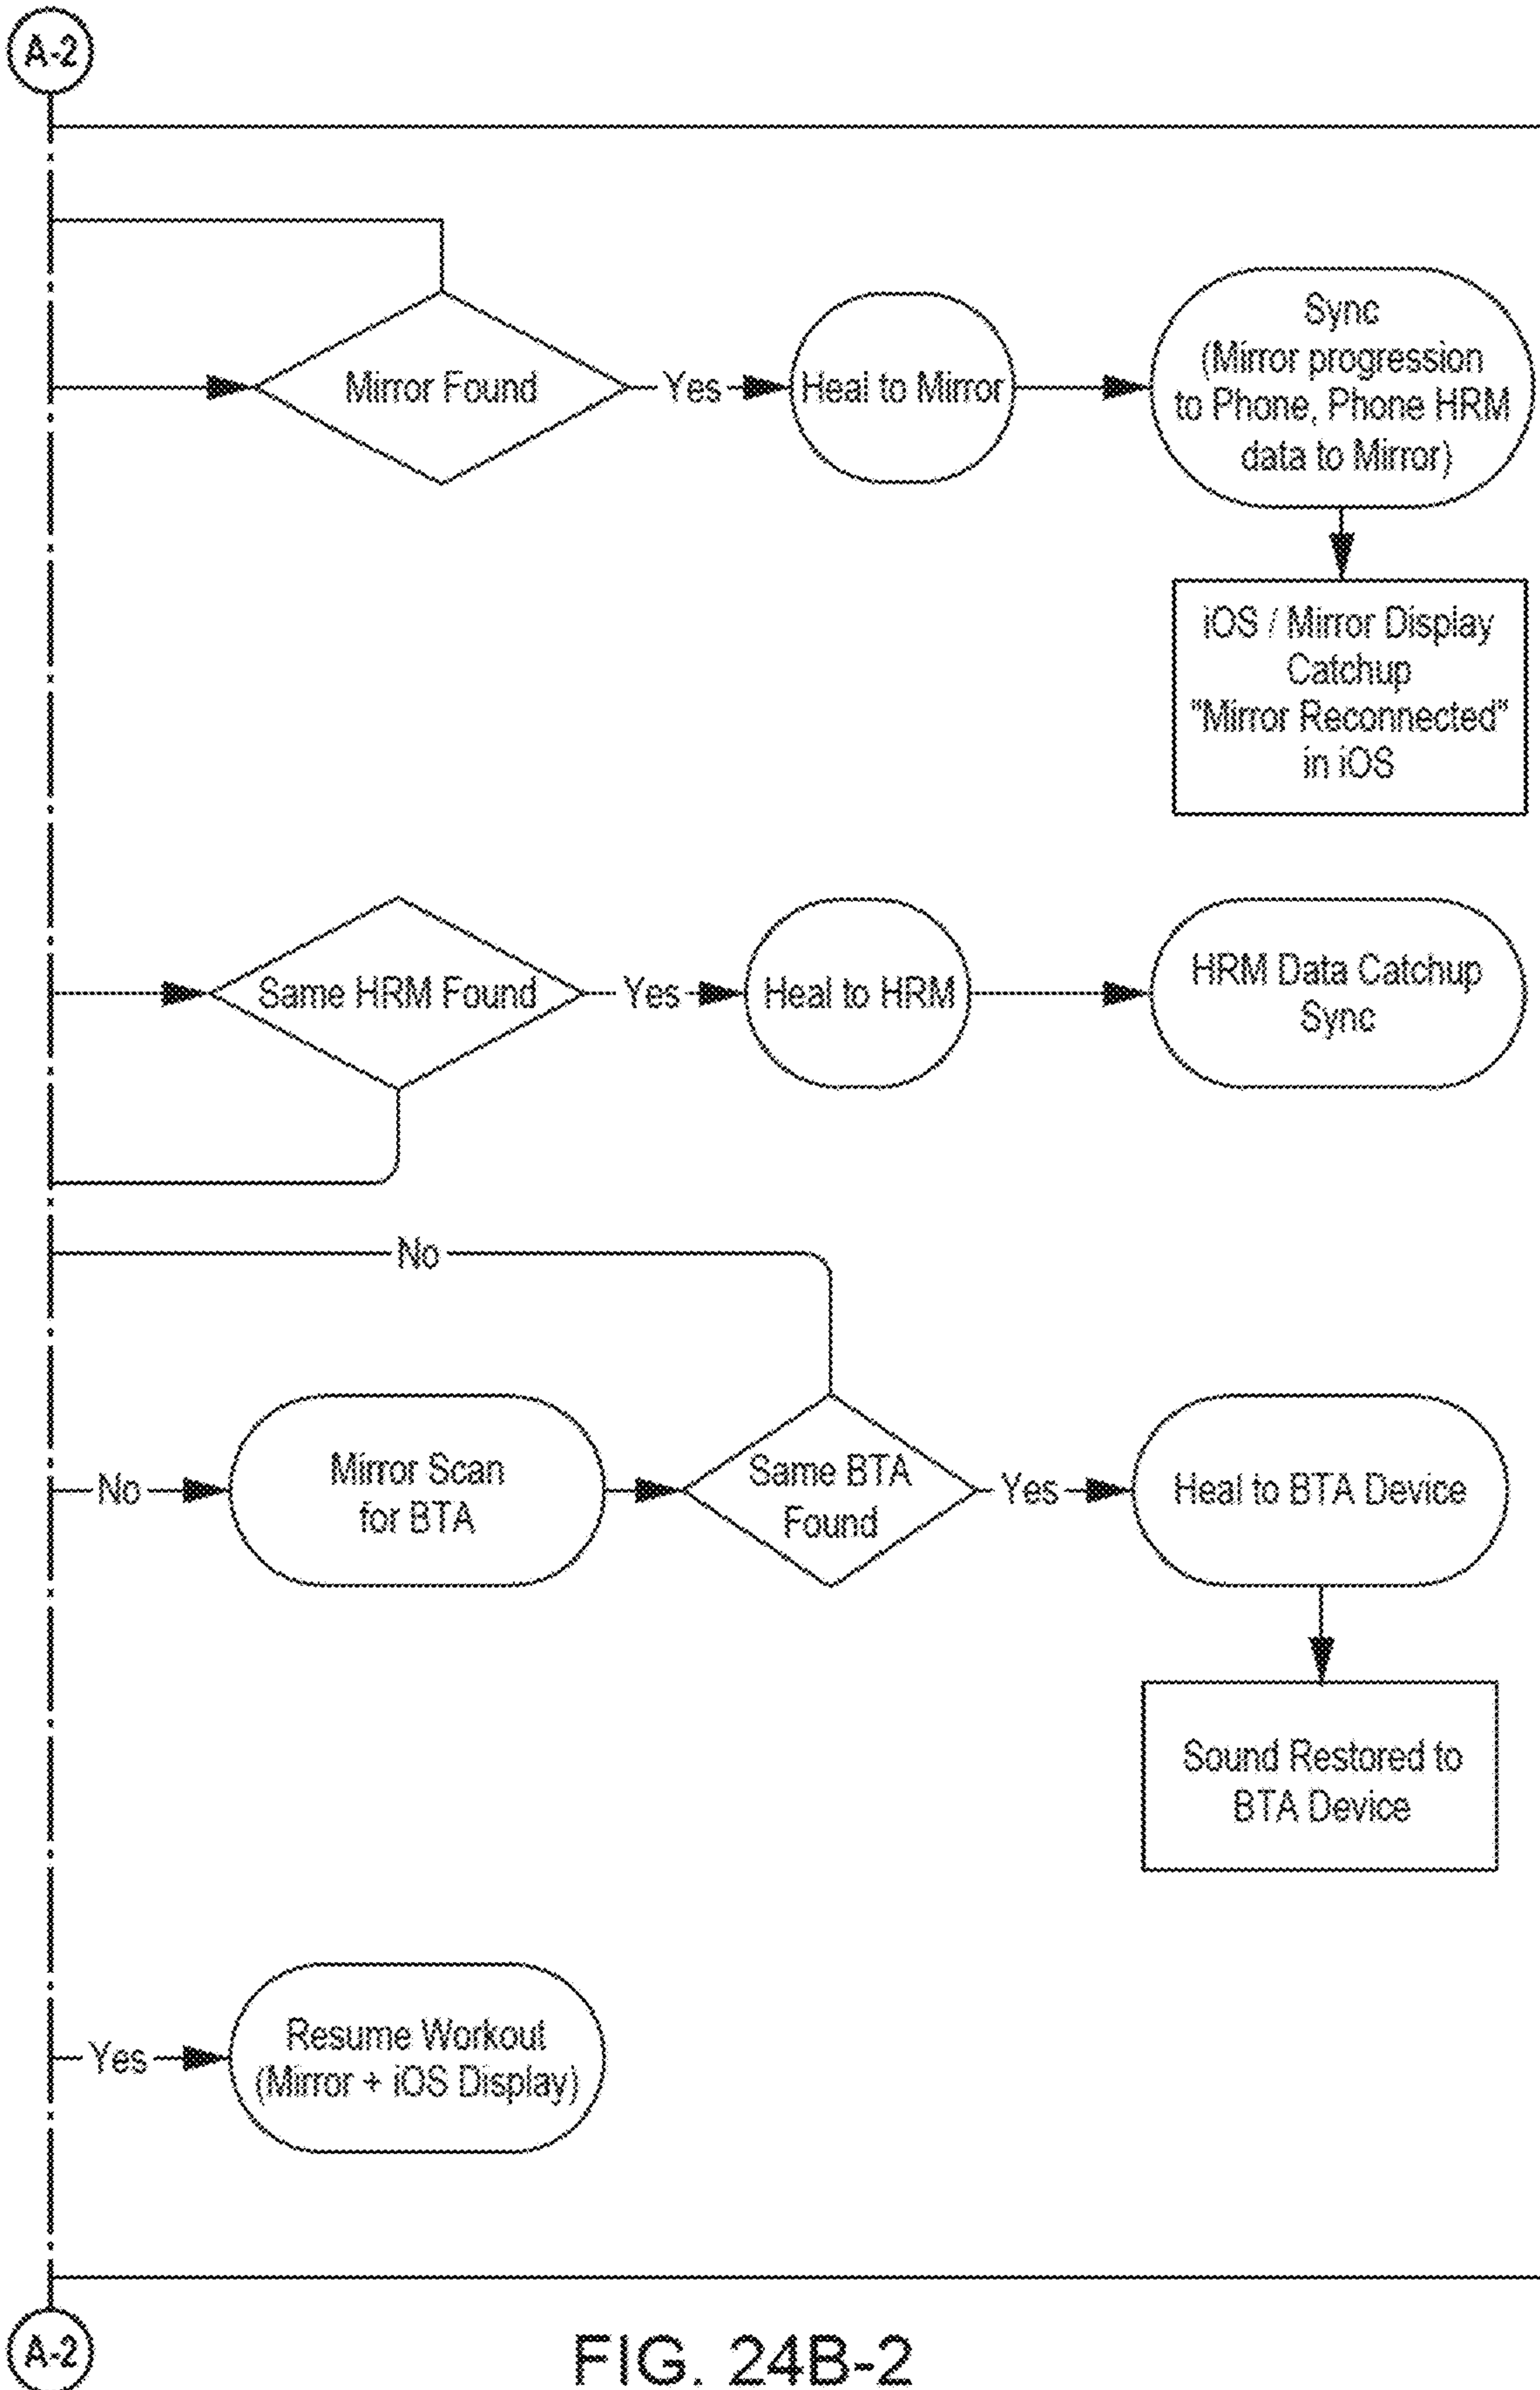 A-2
Mirror Found
Yes
Heal to Mirror
Sync
(Mirror progression
to Phone, Phone HRM
data to Mirror)
iOS / Mirror Display
Catchup
"Mirror Reconnected"
in iOS
Same HRM Found
Yes
Heal to HRM
HRM Data Catchup
Sync
No
No
Mirror Scan
for BTA
Same BTA
Found
Yes
Heal to BTA Device
Sound Restored to
BTA Device
Yes
Resume Workout
(Mirror + iOS Display)
A-2
FIG. 24B-2